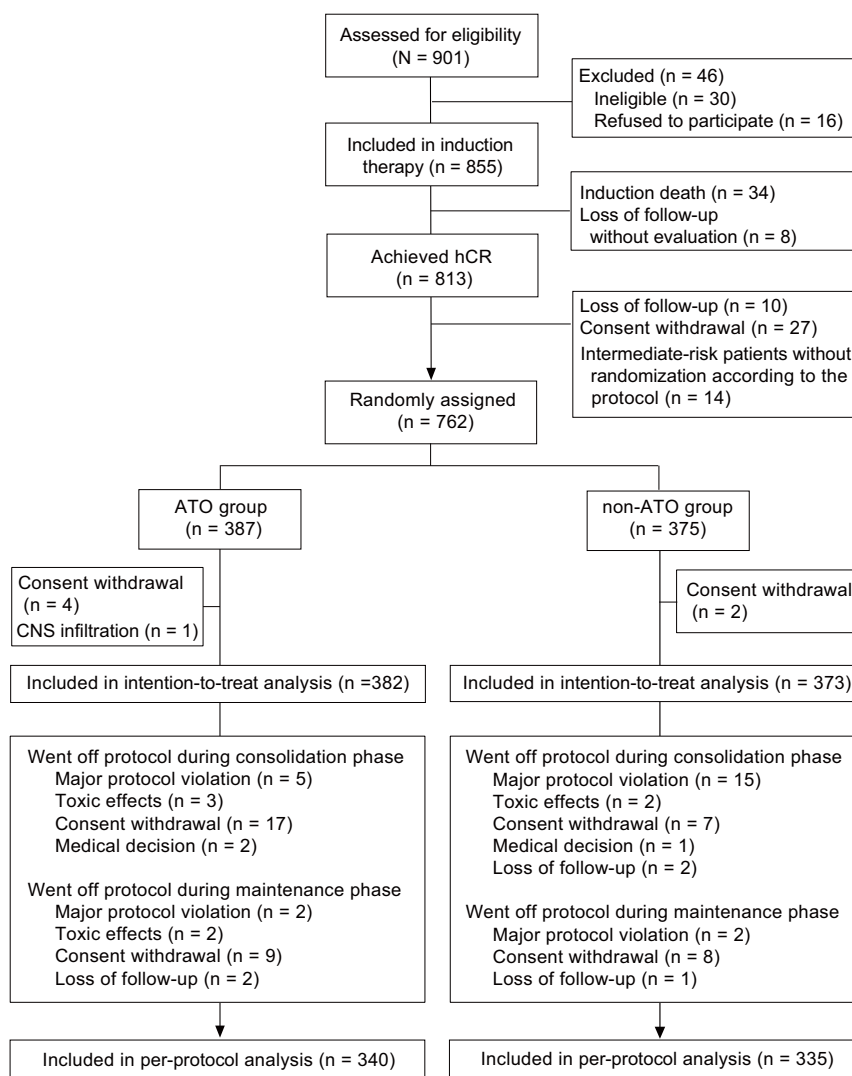 Assessed for eligibility
(N = 901)
Excluded (n = 46)
Ineligible (n = 30)
Refused to participate (n = 16)
Included in induction
therapy (n = 855)
Induction death (n = 34)
Loss of follow-up
without evaluation (n = 8)
Achieved hCR
(n = 813)
Loss of follow-up (n = 10)
Consent withdrawal (n = 27)
Intermediate-risk patients without
randomization according to the
protocol (n = 14)
Randomly assigned
(n = 762)
ATO group
(n = 387)
non-ATO group
(n = 375)
Consent withdrawal
(n = 4)
CNS infiltration (n = 1)
Consent withdrawal
(n = 2)
Included in intention-to-treat analysis (n =382)
Included in intention-to-treat analysis (n = 373)
Went off protocol during consolidation phase
Major protocol violation (n = 5)
Toxic effects (n = 3)
Consent withdrawal (n = 17)
Medical decision (n = 2)
Went off protocol during maintenance phase
Major protocol violation (n = 2)
Toxic effects (n = 2)
Consent withdrawal (n = 9)
Loss of follow-up (n = 2)
Went off protocol during consolidation phase
Major protocol violation (n = 15)
Toxic effects (n = 2)
Consent withdrawal (n = 7)
Medical decision (n = 1)
Loss of follow-up (n = 2)
Went off protocol during maintenance phase
Major protocol violation (n = 2)
Consent withdrawal (n = 8)
Loss of follow-up (n = 1)
Included in per-protocol analysis (n = 340)
Included in per-protocol analysis (n = 335)